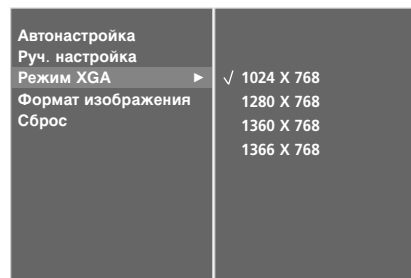 Автонастройка
Руч. настройка
Режим XGA ►
Формат изображения
Сброс
√ 1024 X 768
1280 X 768
1360 X 768
1366 X 768